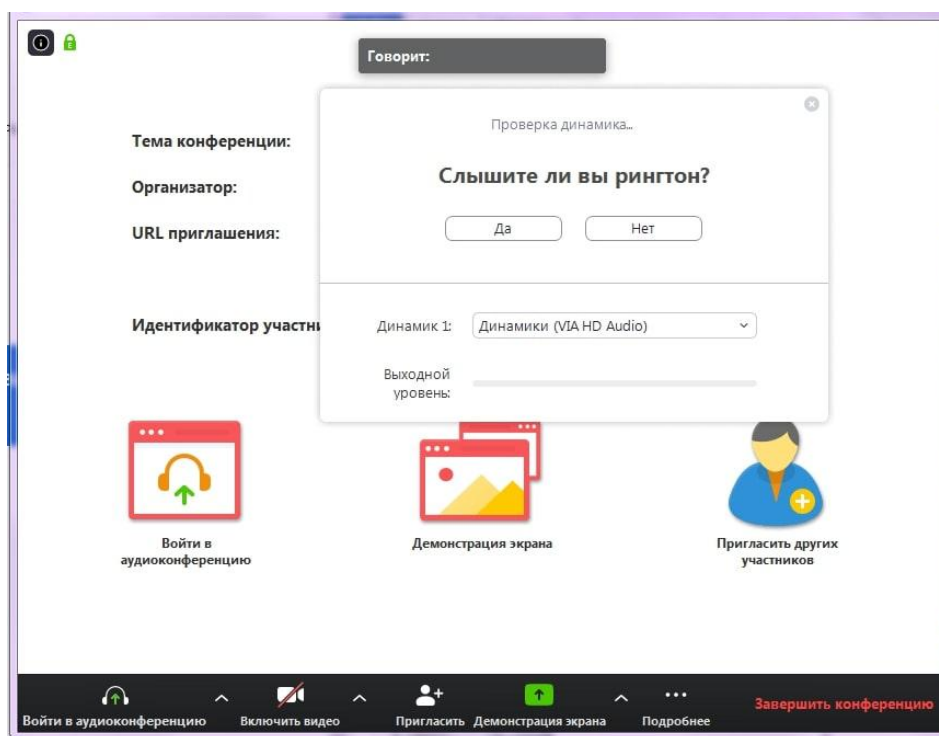 Говорит:
Проверка динамика...
Тема конференции:
Слышите ли вы рингтон?
Организатор:
Да
Нет
URL приглашения:
Идентификатор участн
Динамик 1:
Динамики (VIA HD Audio)
Выходной
уровень:
Войти в
аудиоконференцию
Демонстрация экрана
Пригласить других
участников
Войти в аудиоконференцию
Включить видео
Пригласить
Демонстрация экрана
Подробнее
Завершить конференцию